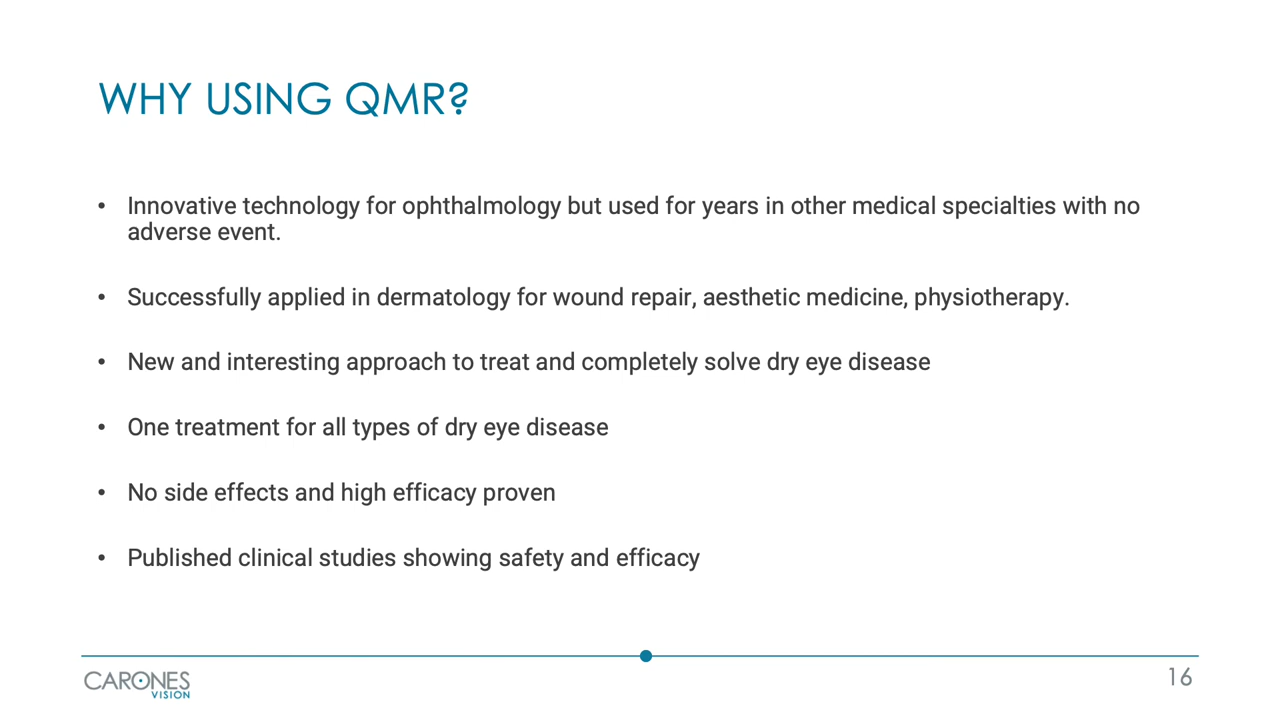 WHY USING QMR?
• Innovative technology for ophthalmology but used for years in other medical specialties with no
adverse event.
• Successfully applied in dermatology for wound repair, aesthetic medicine, physiotherapy.
• New and interesting approach to treat and completely solve dry eye disease
• One treatment for all types of dry eye disease
• No side effects and high efficacy proven
• Published clinical studies showing safety and efficacy
CARONES
VISION
16